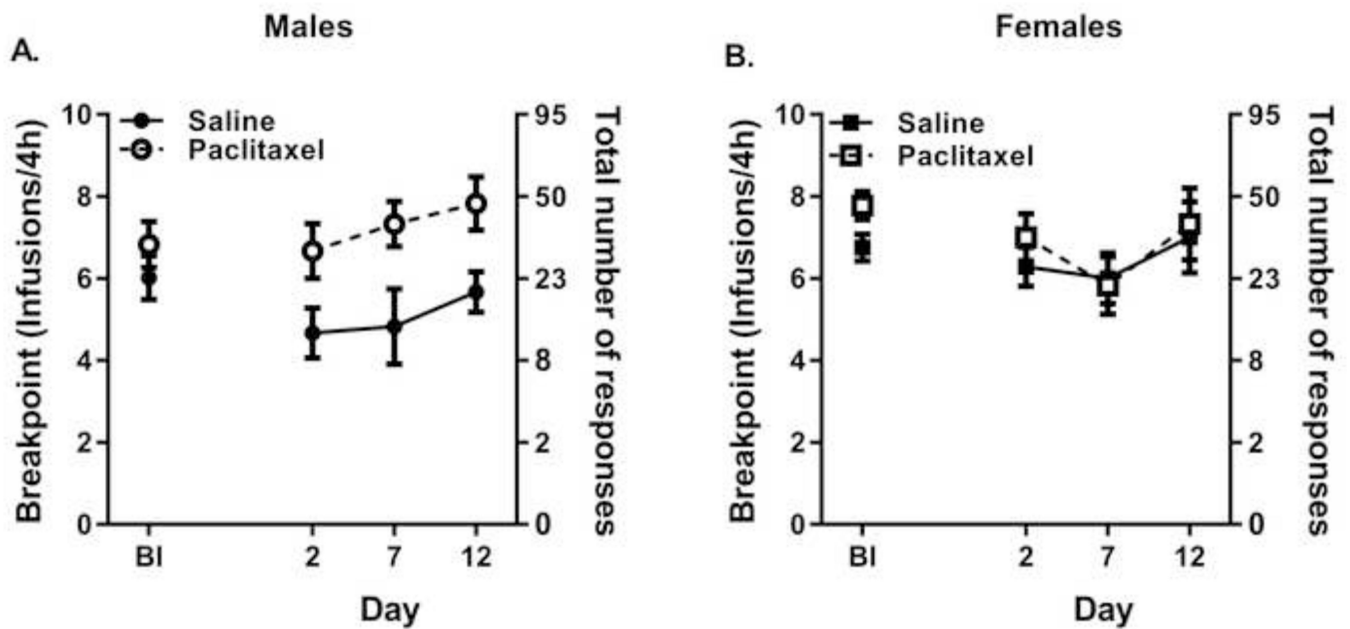 Males
A.
Breakpoint (Infusions/4h)
10
8
6
4
2
0
Saline
Paclitaxel
95
50
23
8
2
0
Total number of responses
BI
2
7
12
Day
Females
B.
Breakpoint (Infusions/4h)
10
8
6
4
2
0
Saline
Paclitaxel
95
50
23
8
2
0
Total number of responses
BI
2
7
12
Day